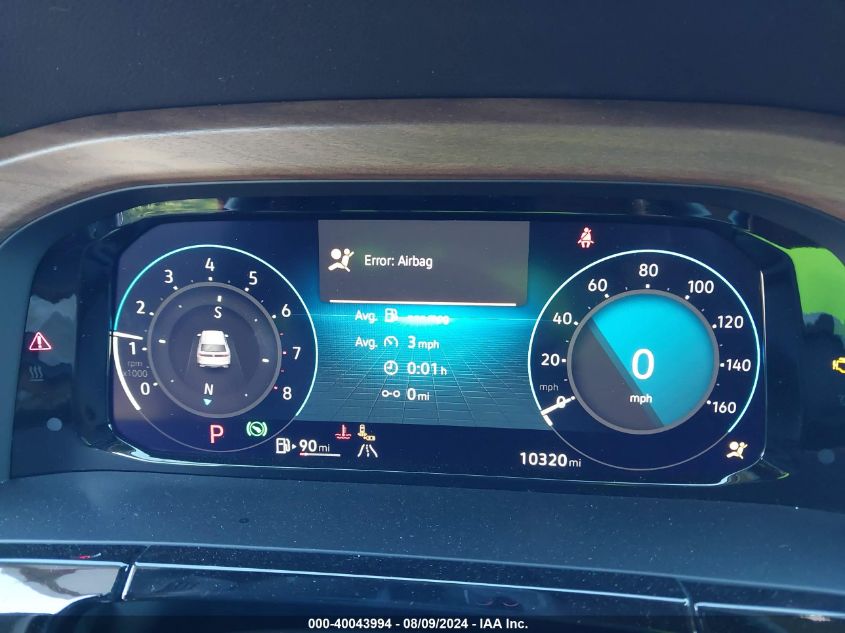 Error: Airbag
Avg.
Avg. 3 mph
0:01 h
0 mi
0 1 2 3 4 5 6 7 8
rpm
x1000
S
N
P
90 mi
0 20 40 60 80 100 120 140 160
mph
0
mph
10320 mi
000-40043994 - 08/09/2024 - IAA Inc.